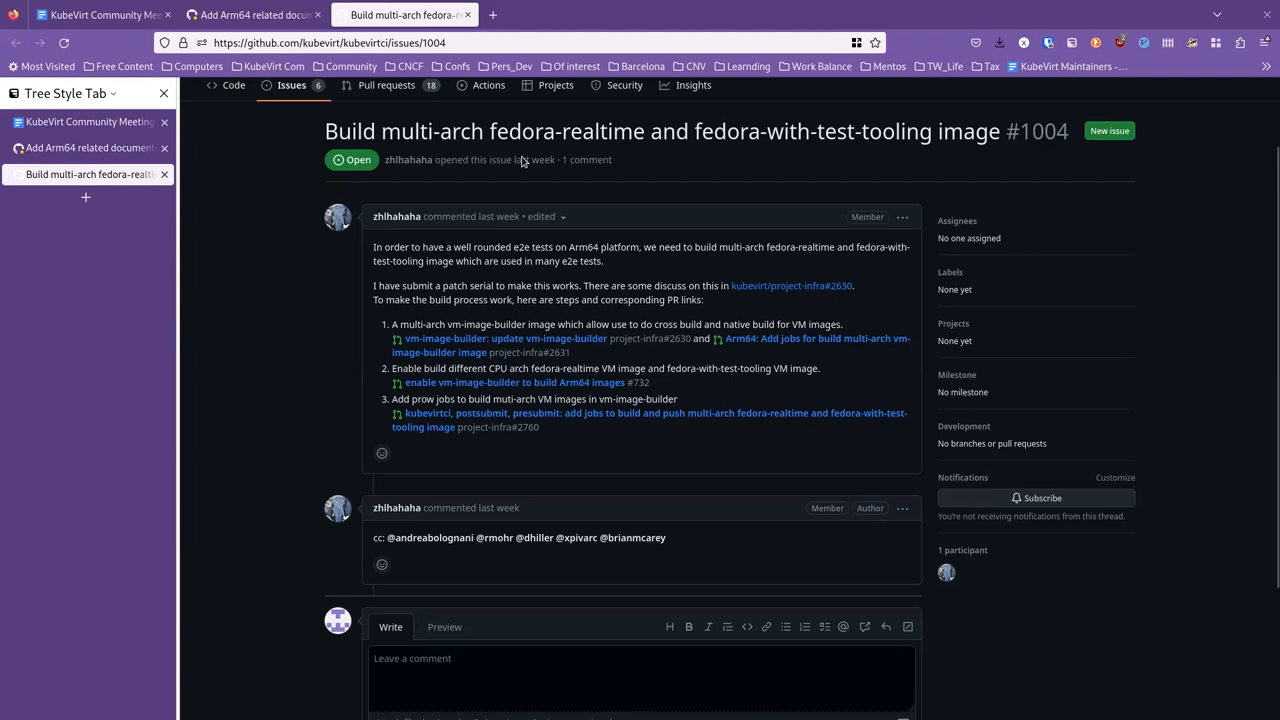 KubeVirt Community Mee
Add Arm64 related docum
Build multi-arch fedora-r
https://github.com/kubevirt/kubevirtci/issues/1004
Most Visited Free Content Computers KubeVirt Com Community CNCF Confs Pers_Dev Of interest Barcelona CNV Learnding Work Balance Mentos TW_Life Tax KubeVirt Maintainers -…
Tree Style Tab
KubeVirt Community Meeting
Add Arm64 related document
Build multi-arch fedora-realti
Code Issues 6 Pull requests 18 Actions Projects Security Insights
Build multi-arch fedora-realtime and fedora-with-test-tooling image #1004
New issue
Open zhlhahaha opened this issue last week · 1 comment
zhlhahaha commented last week • edited Member
In order to have a well rounded e2e tests on Arm64 platform, we need to build multi-arch fedora-realtime and fedora-with-
test-tooling image which are used in many e2e tests.
I have submit a patch serial to make this works. There are some discuss on this in kubevirt/project-infra#2630.
To make the build process work, here are steps and corresponding PR links:
1. A multi-arch vm-image-builder image which allow use to do cross build and native build for VM images.
vm-image-builder: update vm-image-builder project-infra#2630 and Arm64: Add jobs for build multi-arch vm-
image-builder image project-infra#2631
2. Enable build different CPU arch fedora-realtime VM image and fedora-with-test-tooling VM image.
enable vm-image-builder to build Arm64 images #732
3. Add prow jobs to build muti-arch VM images in vm-image-builder
kubevirtci, postsubmit, presubmit: add jobs to build and push multi-arch fedora-realtime and fedora-with-test-
tooling image project-infra#2760
zhlhahaha commented last week Member Author
cc: @andreabolognani @rmohr @dhiller @xpivarc @brianmcarey
Write Preview
Leave a comment
Assignees
No one assigned
Labels
None yet
Projects
None yet
Milestone
No milestone
Development
No branches or pull requests
Notifications Customize
Subscribe
You're not receiving notifications from this thread.
1 participant